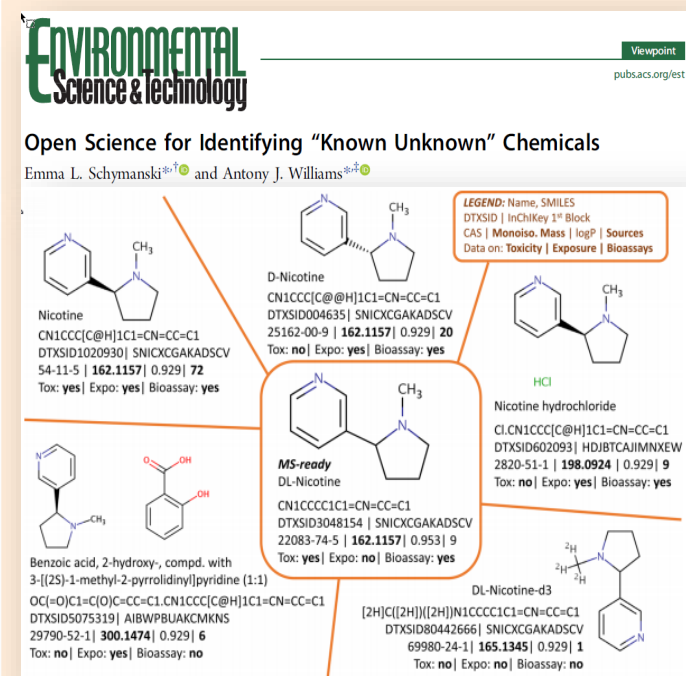 ENVIRONMENTAL
Science & Technology
Viewpoint
pubs.acs.org/est
Open Science for Identifying “Known Unknown” Chemicals
Emma L. Schymanski*,† and Antony J. Williams*,‡
N
CH₃
N
Nicotine
CN1CCC[C@H]1C1=CN=CC=C1
DTXSID1020930| SNICXCGAKADSCV
54-11-5 | 162.1157| 0.929| 72
Tox: yes| Expo: yes| Bioassay: yes
N
CH₃
N
D-Nicotine
CN1CCC[C@@H]1C1=CN=CC=C1
DTXSID004635| SNICXCGAKADSCV
25162-00-9 | 162.1157| 0.929| 20
Tox: no| Expo: yes| Bioassay: yes
LEGEND: Name, SMILES
DTXSID | InChIKey 1st Block
CAS | Monoiso. Mass | logP | Sources
Data on: Toxicity | Exposure | Bioassays
N
CH₃
N
HCl
Nicotine hydrochloride
Cl.CN1CCC[C@H]1C1=CN=CC=C1
DTXSID602093| HDJBTCAJIMNXEW
2820-51-1 | 198.0924 | 0.929| 9
Tox: no| Expo: yes| Bioassay: yes
N
CH₃
N
MS-ready
DL-Nicotine
CN1CCCC1C1=CN=CC=C1
DTXSID3048154 | SNICXCGAKADSCV
22083-74-5 | 162.1157| 0.953| 9
Tox: yes| Expo: no| Bioassay: yes
N
N
CH₃
O
OH
OH
Benzoic acid, 2-hydroxy-, compd. with
3-[(2S)-1-methyl-2-pyrrolidinyl]pyridine (1:1)
OC(=O)C1=C(O)C=CC=C1.CN1CCC[C@H]1C1=CN=CC=C1
DTXSID5075319| AIBWPBUAKCMKNS
29790-52-1| 300.1474| 0.929| 6
Tox: no| Expo: yes| Bioassay: no
²H
²H
²H
N
N
DL-Nicotine-d3
[2H]C([2H])([2H])N1CCCC1C1=CN=CC=C1
DTXSID80442666| SNICXCGAKADSCV
69980-24-1| 165.1345| 0.929| 1
Tox: no| Expo: no| Bioassay: no